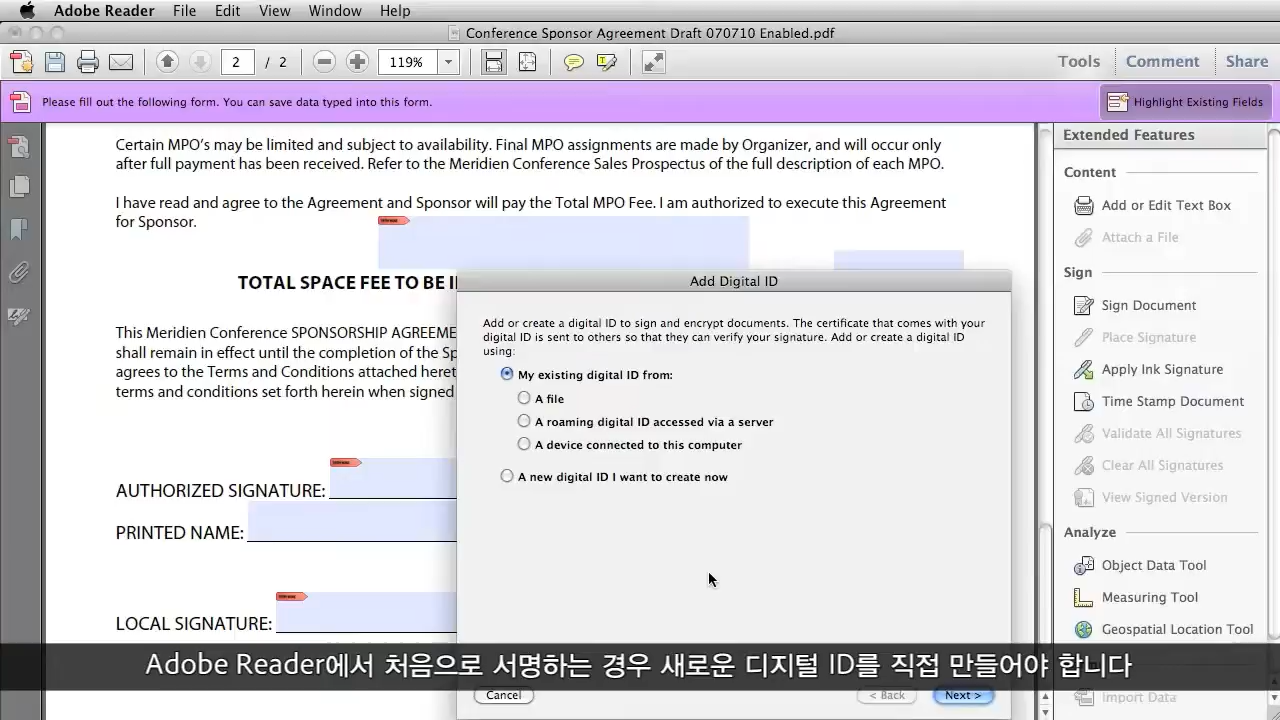 Adobe Reader File Edit View Window Help
Conference Sponsor Agreement Draft 070710 Enabled.pdf
2 / 2 119% Tools Comment Share
Please fill out the following form. You can save data typed into this form. Highlight Existing Fields
Certain MPO's may be limited and subject to availability. Final MPO assignments are made by Organizer, and will occur only
after full payment has been received. Refer to the Meridien Conference Sales Prospectus of the full description of each MPO.
I have read and agree to the Agreement and Sponsor will pay the Total MPO Fee. I am authorized to execute this Agreement
for Sponsor.
TOTAL SPACE FEE TO BE
This Meridien Conference SPONSORSHIP AGREEME
shall remain in effect until the completion of the Sp
agrees to the Terms and Conditions attached heret
terms and conditions set forth herein when signed
AUTHORIZED SIGNATURE:
PRINTED NAME:
LOCAL SIGNATURE:
Add Digital ID
Add or create a digital ID to sign and encrypt documents. The certificate that comes with your
digital ID is sent to others so that they can verify your signature. Add or create a digital ID
using:
My existing digital ID from:
A file
A roaming digital ID accessed via a server
A device connected to this computer
A new digital ID I want to create now
Cancel < Back Next >
Extended Features
Content
Add or Edit Text Box
Attach a File
Sign
Sign Document
Place Signature
Apply Ink Signature
Time Stamp Document
Validate All Signatures
Clear All Signatures
View Signed Version
Analyze
Object Data Tool
Measuring Tool
Geospatial Location Tool
Import Data
Adobe Reader에서 처음으로 서명하는 경우 새로운 디지털 ID를 직접 만들어야 합니다